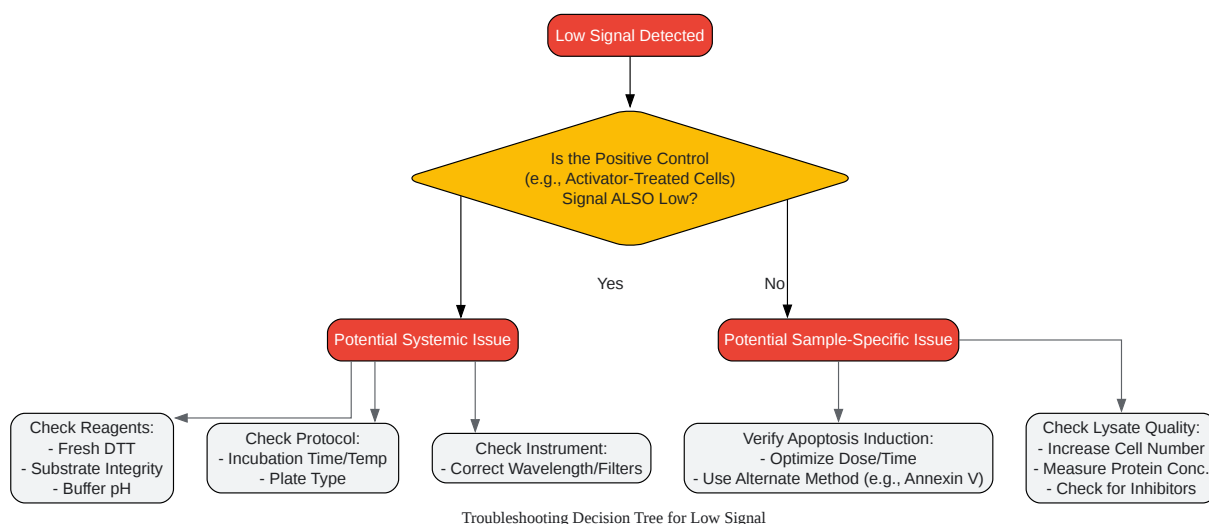 Low Signal Detected
Is the Positive Control
(e.g., Activator-Treated Cells)
Signal ALSO Low?
Yes
No
Potential Systemic Issue
Potential Sample-Specific Issue
Check Reagents:
- Fresh DTT
- Substrate Integrity
- Buffer pH
Check Protocol:
- Incubation Time/Temp
- Plate Type
Check Instrument:
- Correct Wavelength/Filters
Verify Apoptosis Induction:
- Optimize Dose/Time
- Use Alternate Method (e.g., Annexin V)
Check Lysate Quality:
- Increase Cell Number
- Measure Protein Conc.
- Check for Inhibitors
Troubleshooting Decision Tree for Low Signal